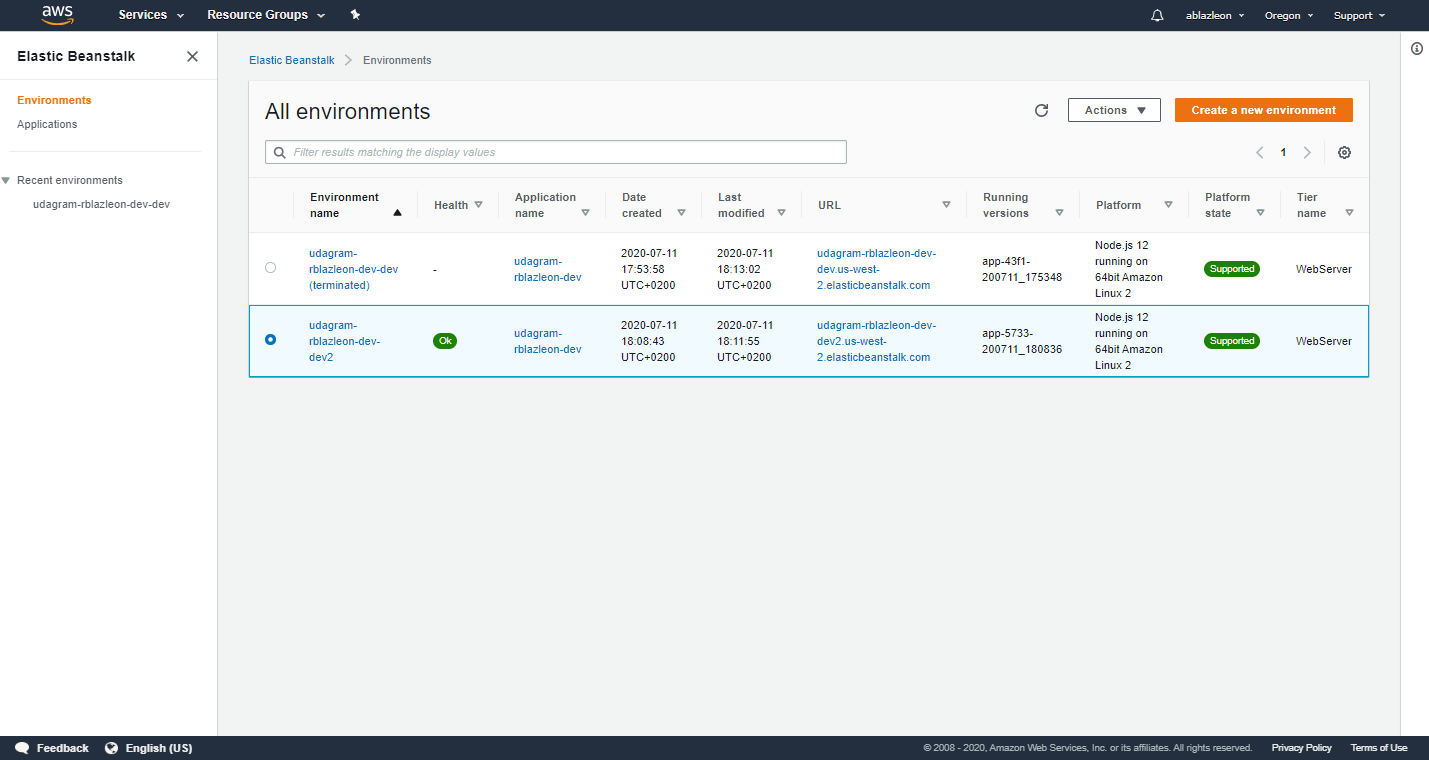 aws
Services
Resource Groups
ablazleon
Oregon
Support
Elastic Beanstalk
Environments
Applications
Recent environments
udagram-rblazleon-dev-dev
Elastic Beanstalk
Environments
All environments
Actions
Create a new environment
Filter results matching the display values
1
Environment
name
Health
Application
name
Date
created
Last
modified
URL
Running
versions
Platform
Platform
state
Tier
name
udagram-
rblazleon-dev-dev
(terminated)
-
udagram-
rblazleon-dev
2020-07-11
17:53:58
UTC+0200
2020-07-11
18:13:02
UTC+0200
udagram-rblazleon-dev-
dev.us-west-
2.elasticbeanstalk.com
app-43f1-
200711_175348
Node.js 12
running on
64bit Amazon
Linux 2
Supported
WebServer
udagram-
rblazleon-dev-
dev2
Ok
udagram-
rblazleon-dev
2020-07-11
18:08:43
UTC+0200
2020-07-11
18:11:55
UTC+0200
udagram-rblazleon-dev-
dev2.us-west-
2.elasticbeanstalk.com
app-5733-
200711_180836
Node.js 12
running on
64bit Amazon
Linux 2
Supported
WebServer
Feedback
English (US)
© 2008 - 2020, Amazon Web Services, Inc. or its affiliates. All rights reserved.
Privacy Policy
Terms of Use